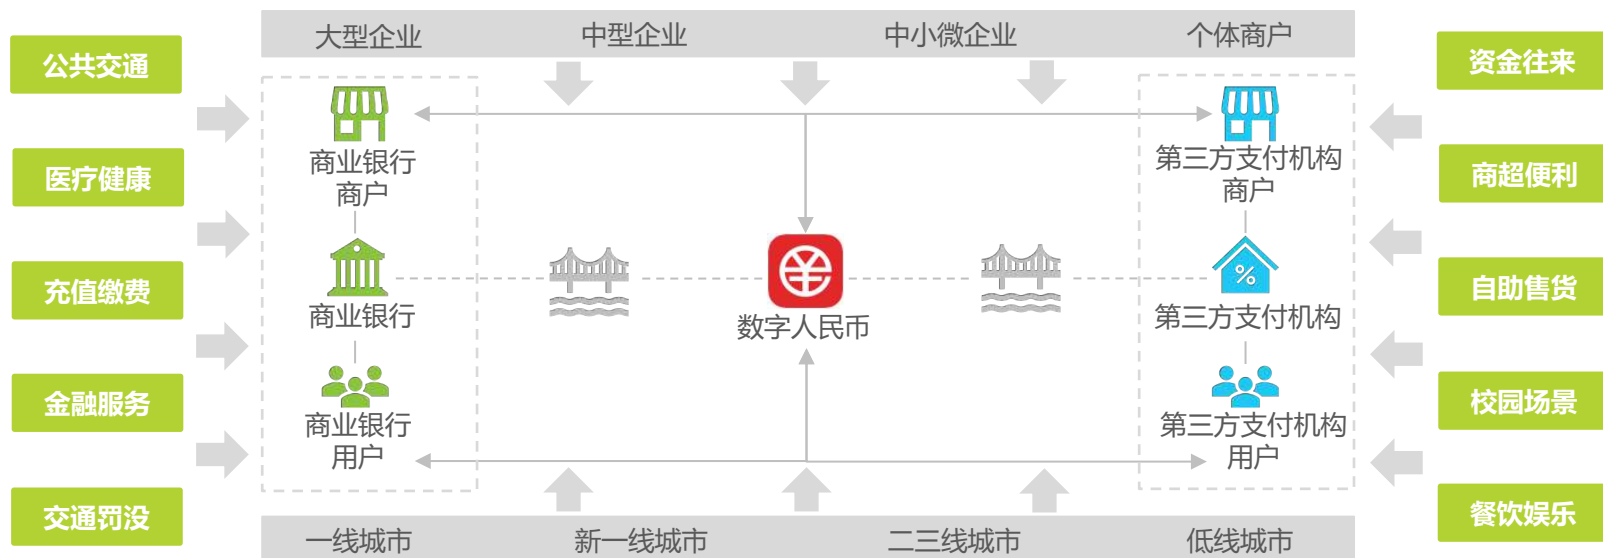 大型企业
中型企业
中小微企业
个体商户
公共交通
医疗健康
充值缴费
金融服务
交通罚没
商业银行
商户
商业银行
商业银行
用户
数字人民币
第三方支付机构
商户
%
第三方支付机构
第三方支付机构
用户
资金往来
商超便利
自助售货
校园场景
餐饮娱乐
一线城市
新一线城市
二三线城市
低线城市